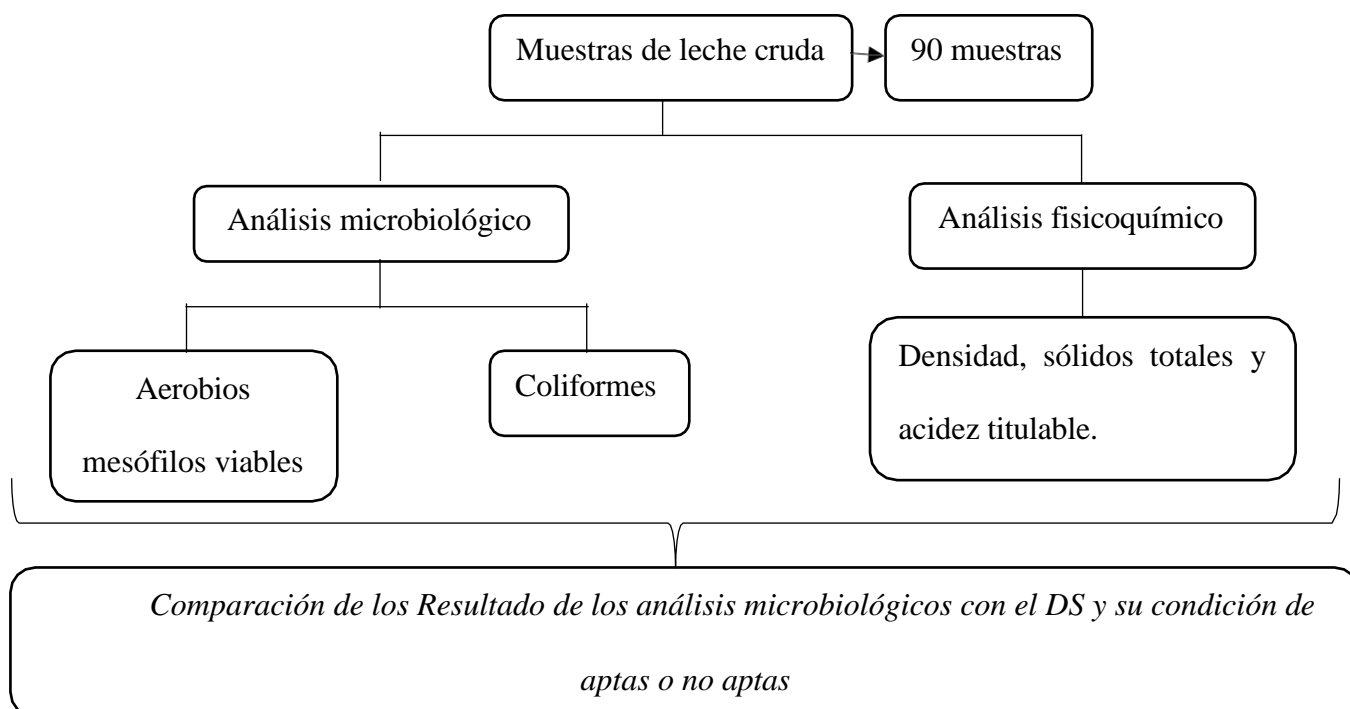 Muestras de leche cruda
90 muestras
Análisis microbiológico
Análisis fisicoquímico
Aerobios
mesófilos viables
Coliformes
Densidad, sólidos totales y
acidez titulable.
Comparación de los Resultado de los análisis microbiológicos con el DS y su condición de
aptas o no aptas